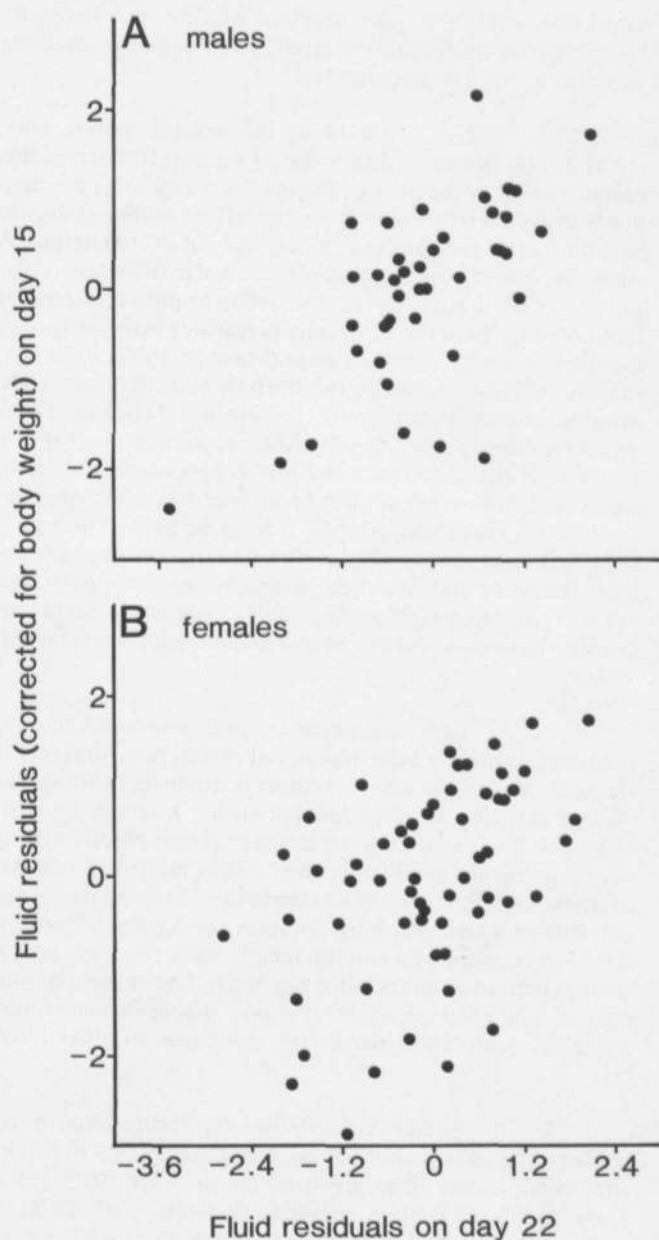 A males
2
0
−2
B females
2
0
−2
−3.6 −2.4 −1.2 0 1.2 2.4
Fluid residuals on day 22
Fluid residuals (corrected for body weight) on day 15